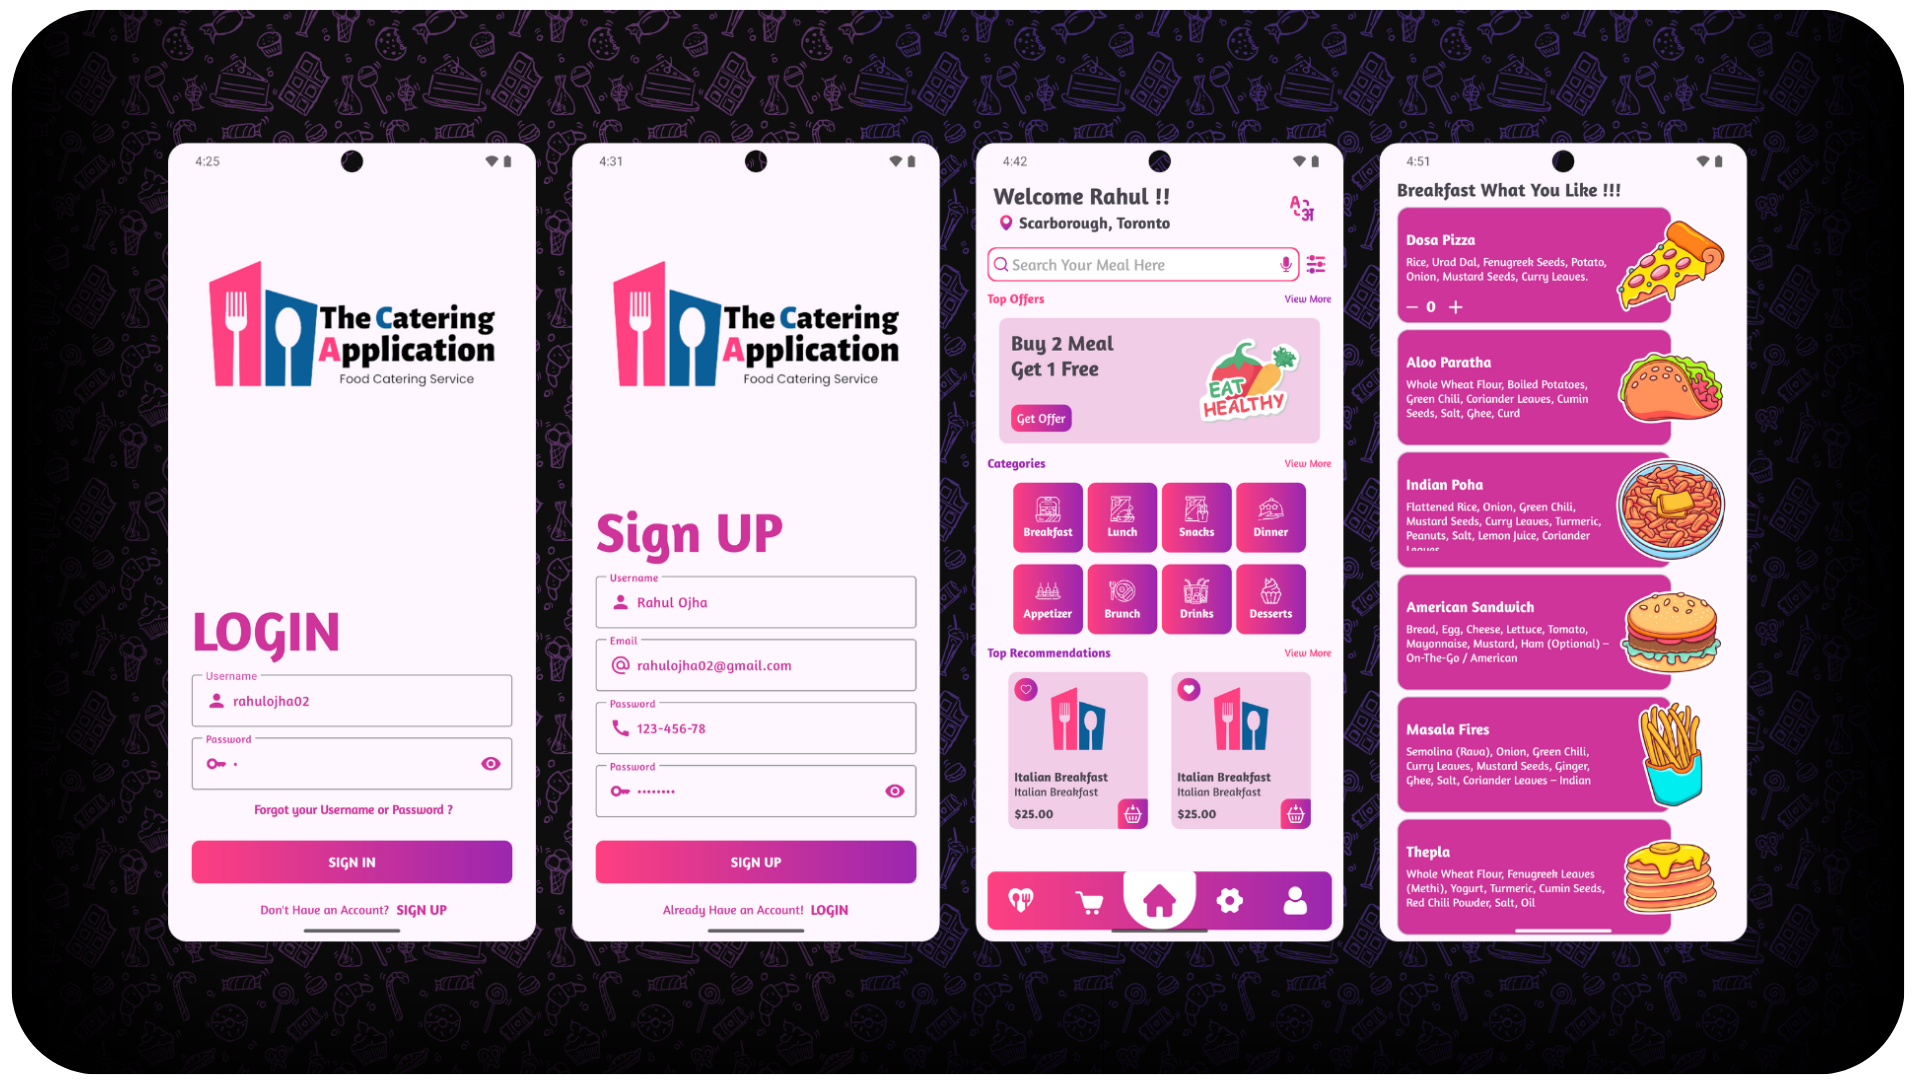 4:25
The Catering
Application
Food Catering Service
LOGIN
Username
rahulojha02
Password
•
Forgot your Username or Password ?
SIGN IN
Don't Have an Account? SIGN UP
4:31
The Catering
Application
Food Catering Service
Sign UP
Username
Rahul Ojha
Email
rahulojha02@gmail.com
Password
123-456-78
Password
••••••••
SIGN UP
Already Have an Account! LOGIN
4:42
Welcome Rahul !!
Scarborough, Toronto
A अ
Search Your Meal Here
Top Offers
View More
Buy 2 Meal
Get 1 Free
EAT
HEALTHY
Get Offer
Categories
View More
Breakfast
Lunch
Snacks
Dinner
Appetizer
Brunch
Drinks
Desserts
Top Recommendations
View More
Italian Breakfast
Italian Breakfast
$25.00
Italian Breakfast
Italian Breakfast
$25.00
4:51
Breakfast What You Like !!!
Dosa Pizza
Rice, Urad Dal, Fenugreek Seeds, Potato,
Onion, Mustard Seeds, Curry Leaves.
− 0 +
Aloo Paratha
Whole Wheat Flour, Boiled Potatoes,
Green Chili, Coriander Leaves, Cumin
Seeds, Salt, Ghee, Curd
Indian Poha
Flattened Rice, Onion, Green Chili,
Mustard Seeds, Curry Leaves, Turmeric,
Peanuts, Salt, Lemon Juice, Coriander
Leaves
American Sandwich
Bread, Egg, Cheese, Lettuce, Tomato,
Mayonnaise, Mustard, Ham (Optional) –
On-The-Go / American
Masala Fires
Semolina (Rava), Onion, Green Chili,
Curry Leaves, Mustard Seeds, Ginger,
Ghee, Salt, Coriander Leaves – Indian
Thepla
Whole Wheat Flour, Fenugreek Leaves
(Methi), Yogurt, Turmeric, Cumin Seeds,
Red Chili Powder, Salt, Oil